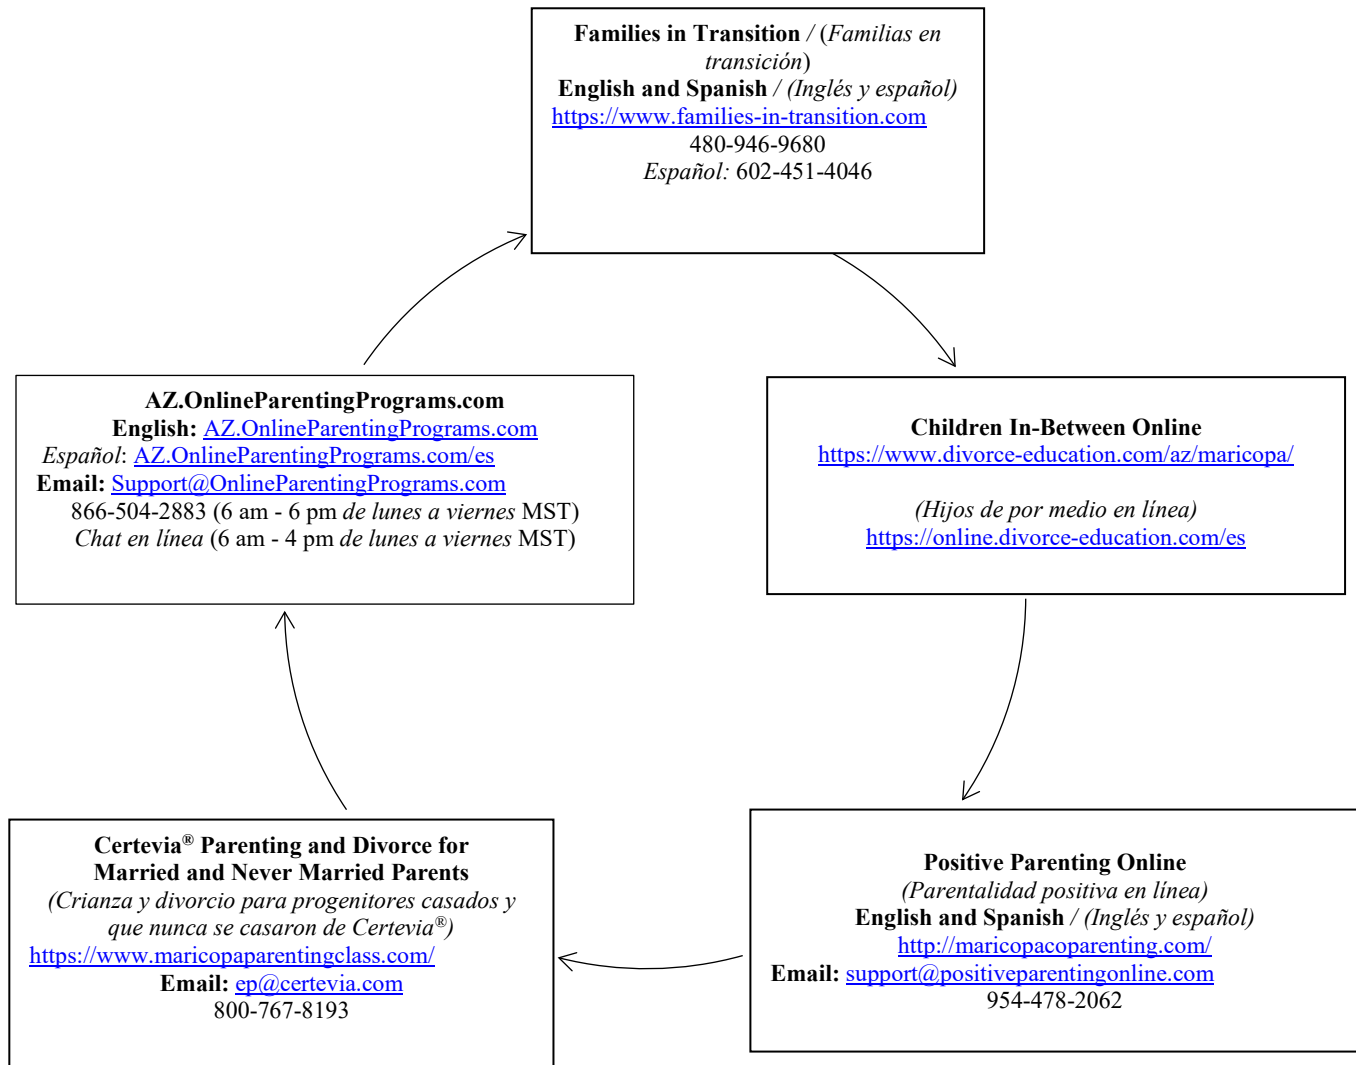 Families in Transition / (Familias en
transición)
English and Spanish / (Inglés y español)
https://www.families-in-transition.com
480-946-9680
Español: 602-451-4046
AZ.OnlineParentingPrograms.com
English: AZ.OnlineParentingPrograms.com
Español: AZ.OnlineParentingPrograms.com/es
Email: Support@OnlineParentingPrograms.com
866-504-2883 (6 am - 6 pm de lunes a viernes MST)
Chat en línea (6 am - 4 pm de lunes a viernes MST)
Children In-Between Online
https://www.divorce-education.com/az/maricopa/
(Hijos de por medio en línea)
https://online.divorce-education.com/es
Certevia® Parenting and Divorce for
Married and Never Married Parents
(Crianza y divorcio para progenitores casados y
que nunca se casaron de Certevia®)
https://www.maricopaparentingclass.com/
Email: ep@certevia.com
800-767-8193
Positive Parenting Online
(Parentalidad positiva en línea)
English and Spanish / (Inglés y español)
http://maricopacoparenting.com/
Email: support@positiveparentingonline.com
954-478-2062